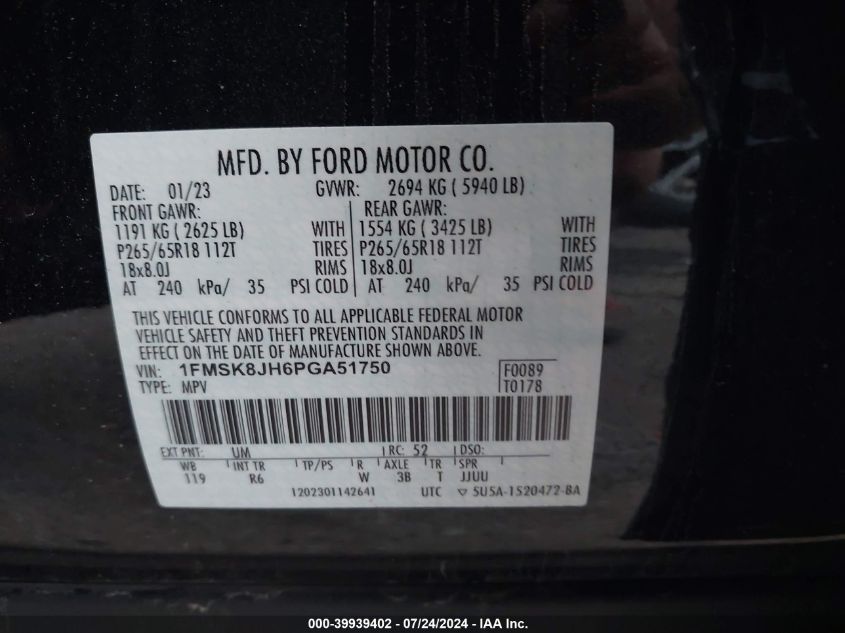 MFD. BY FORD MOTOR CO.
DATE: 01/23 GVWR: 2694 KG ( 5940 LB)
FRONT GAWR: REAR GAWR:
1191 KG ( 2625 LB) WITH 1554 KG ( 3425 LB) WITH
P265/65R18 112T TIRES P265/65R18 112T TIRES
18x8.0J RIMS 18x8.0J RIMS
AT 240 kPa/ 35 PSI COLD AT 240 kPa/ 35 PSI COLD
THIS VEHICLE CONFORMS TO ALL APPLICABLE FEDERAL MOTOR
VEHICLE SAFETY AND THEFT PREVENTION STANDARDS IN
EFFECT ON THE DATE OF MANUFACTURE SHOWN ABOVE.
VIN: 1FMSK8JH6PGA51750 F0089
TYPE: MPV T0178
EXT PNT: UM RC: 52 DSO:
WB INT TR TP/PS R AXLE TR SPR
119 R6 W 3B T JJUU
1202301142641 UTC ▽ 5U5A-1520472-BA
000-39939402 - 07/24/2024 - IAA Inc.